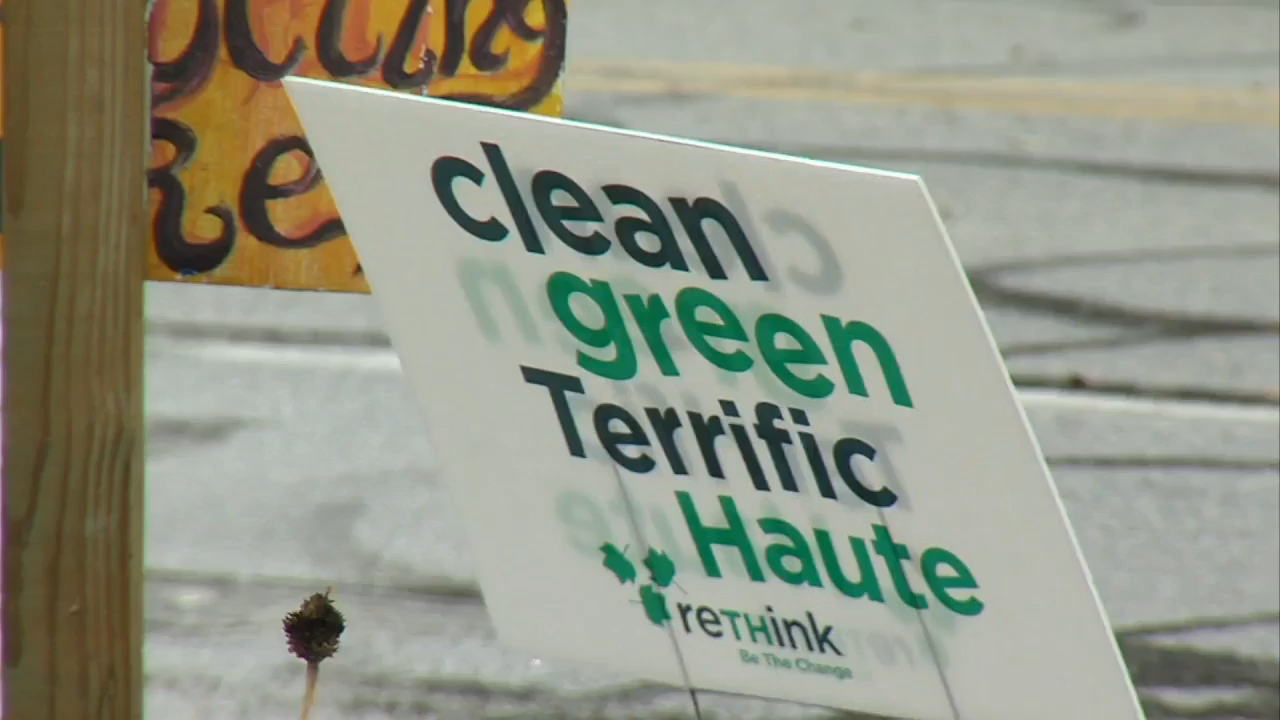 clean
green
Terrific
Haute
reTHink
Be The Change